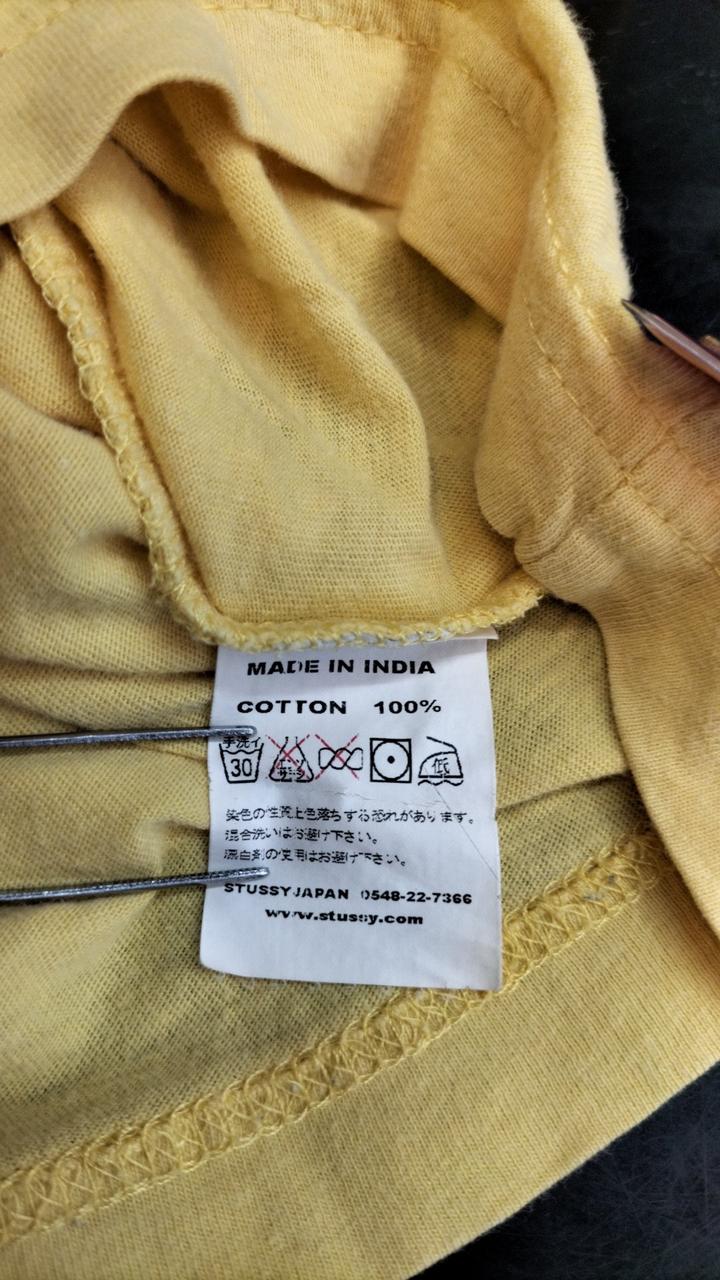 MADE IN INDIA
COTTON 100%
手洗イ 30 低
染色の性質上色落ちする恐れがあります。
混合洗いはお避け下さい。
漂白剤の使用はお避け下さい。
STUSSY JAPAN 0548-22-7366
www.stussy.com